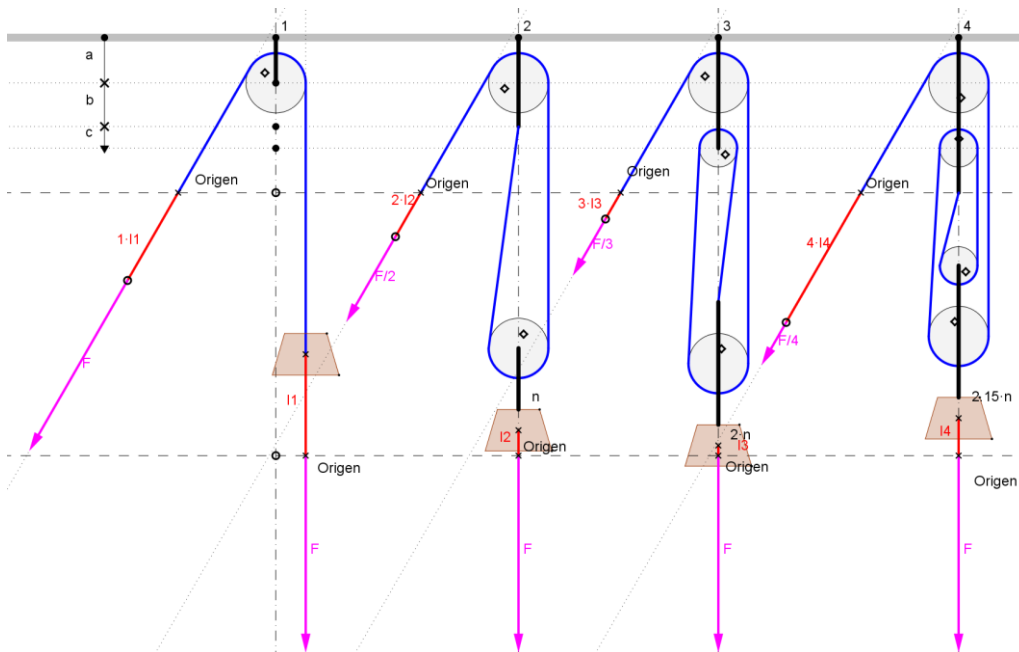 1
2
3
4
a
b
c
Origen
Origen
Origen
Origen
1·l1
2·l2
3·l3
4·l4
F
F/2
F/3
F/4
l1
n
l2
Origen
Origen
2·n
l3
Origen
2·15·n
l4
Origen
F
F
F
F